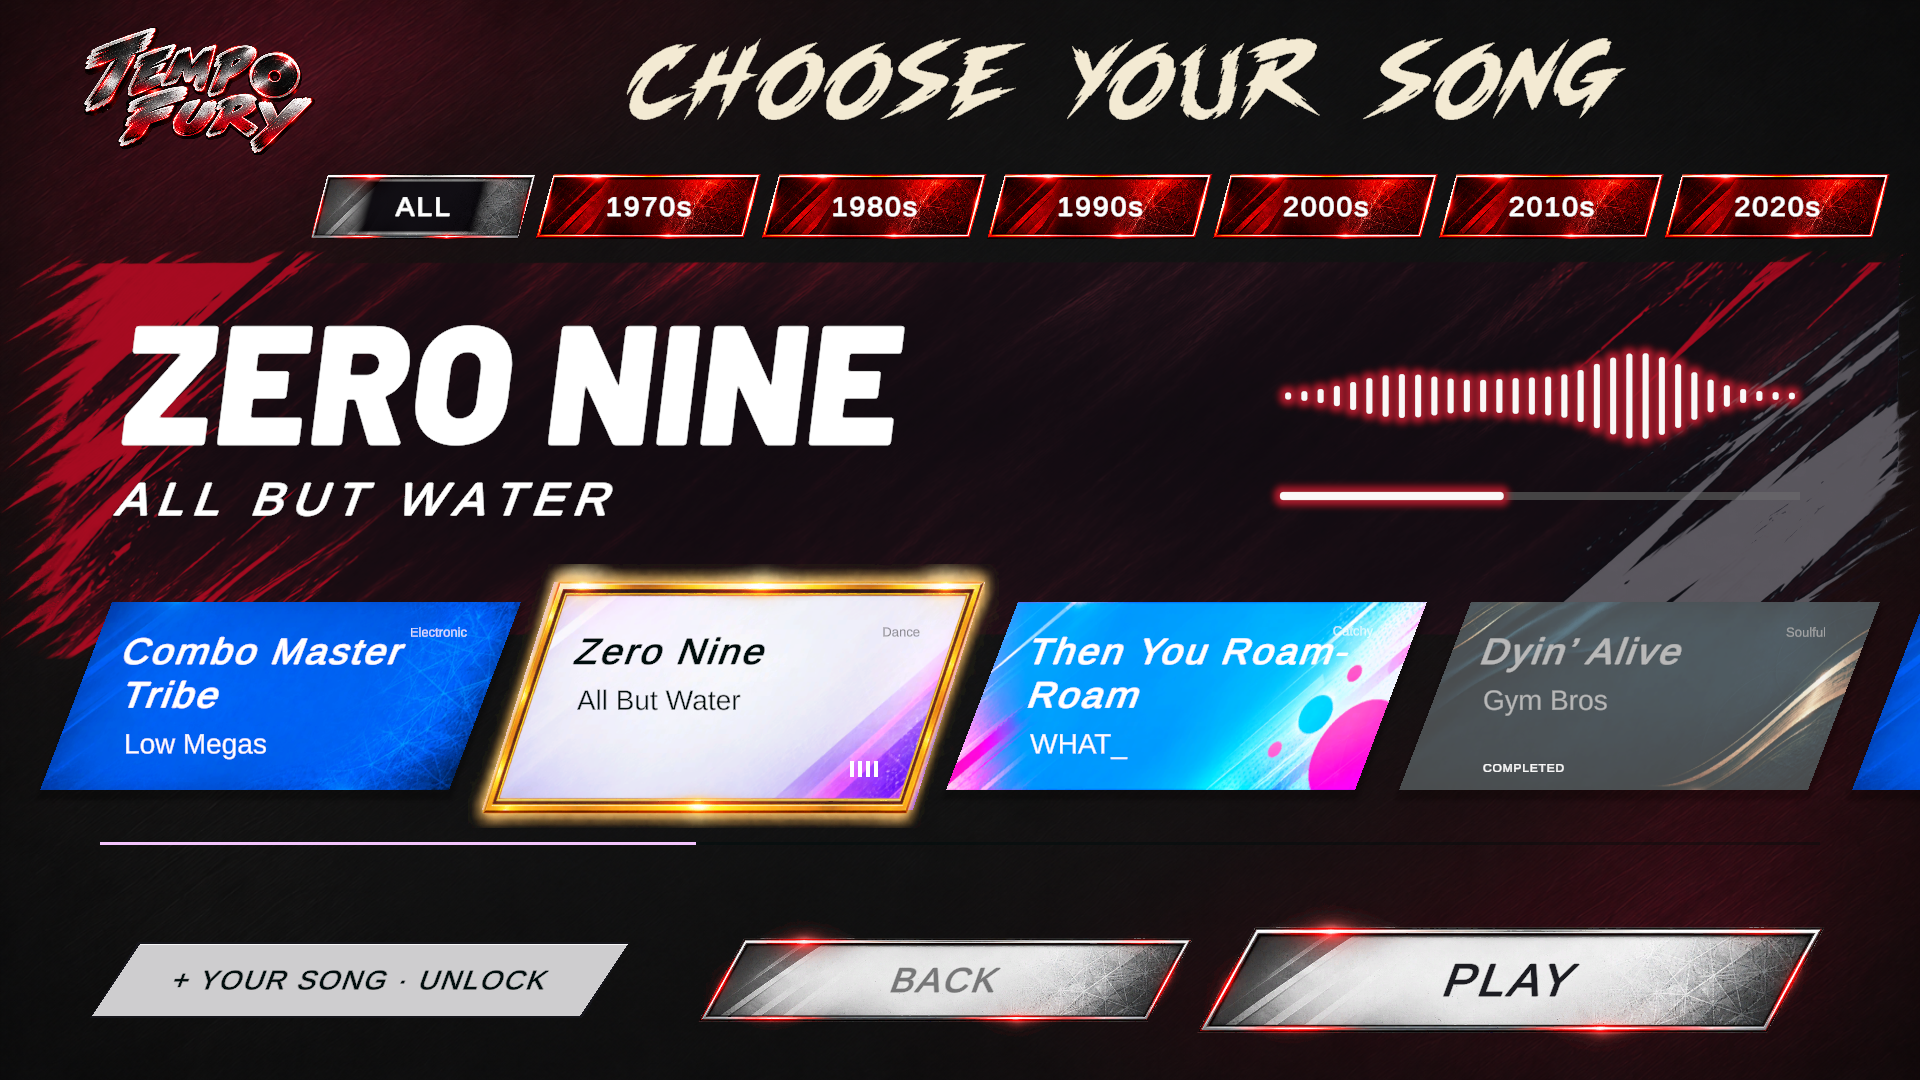 TEMPO
FURY
CHOOSE YOUR SONG
ALL
1970s
1980s
1990s
2000s
2010s
2020s
ZERO NINE
ALL BUT WATER
Electronic
Combo Master
Tribe
Low Megas
Dance
Zero Nine
All But Water
Catchy
Then You Roam-
Roam
WHAT_
Soulful
Dyin’ Alive
Gym Bros
COMPLETED
+ YOUR SONG · UNLOCK
BACK
PLAY